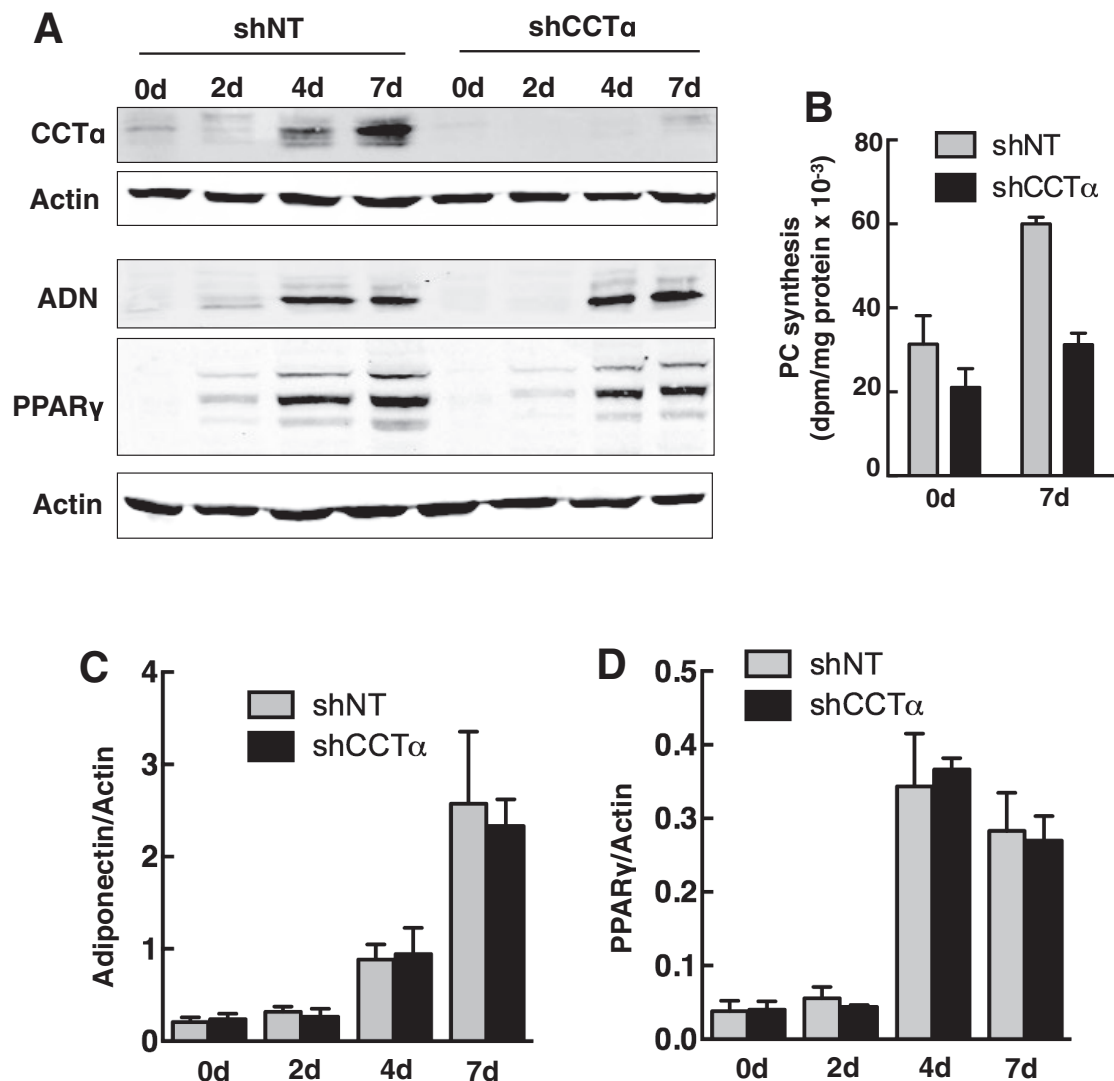 A
shNT shCCTα
0d 2d 4d 7d 0d 2d 4d 7d
CCTα
Actin
ADN
PPARγ
Actin
B
shNT
shCCTα
PC synthesis
(dpm/mg protein x 10⁻³)
80
60
40
20
0
0d 7d
C
shNT
shCCTα
Adiponectin/Actin
4
3
2
1
0
0d 2d 4d 7d
D
shNT
shCCTα
PPARγ/Actin
0.5
0.4
0.3
0.2
0.1
0.0
0d 2d 4d 7d